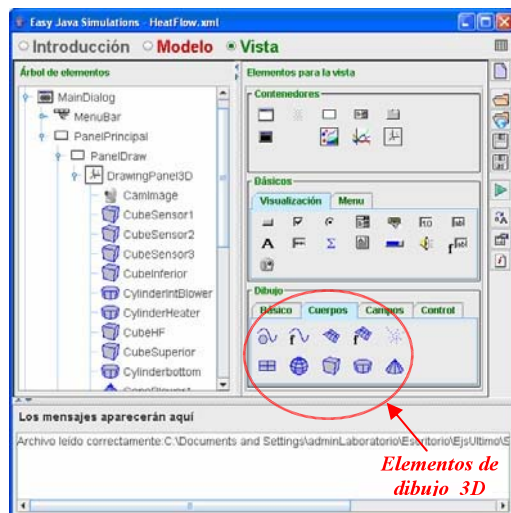 Easy Java Simulations - HeatFlow.xml
Introducción Modelo Vista
Árbol de elementos
MainDialog
MenuBar
PanelPrincipal
PanelDraw
DrawingPanel3D
CamImage
CubeSensor1
CubeSensor2
CubeSensor3
CubeInferior
CylinderIntBlower
CylinderHeater
CubeHF
CubeSuperior
Cylinderbottom
Elementos para la vista
Contenedores
Básicos
Visualización Menu
Dibujo
Básico Cuerpos Campos Control
Los mensajes aparecerán aquí
Archivo leído correctamente:C:\Documents and Settings\adminLaboratorio\Escritorio\EjsUltimo\S
Elementos de
dibujo 3D